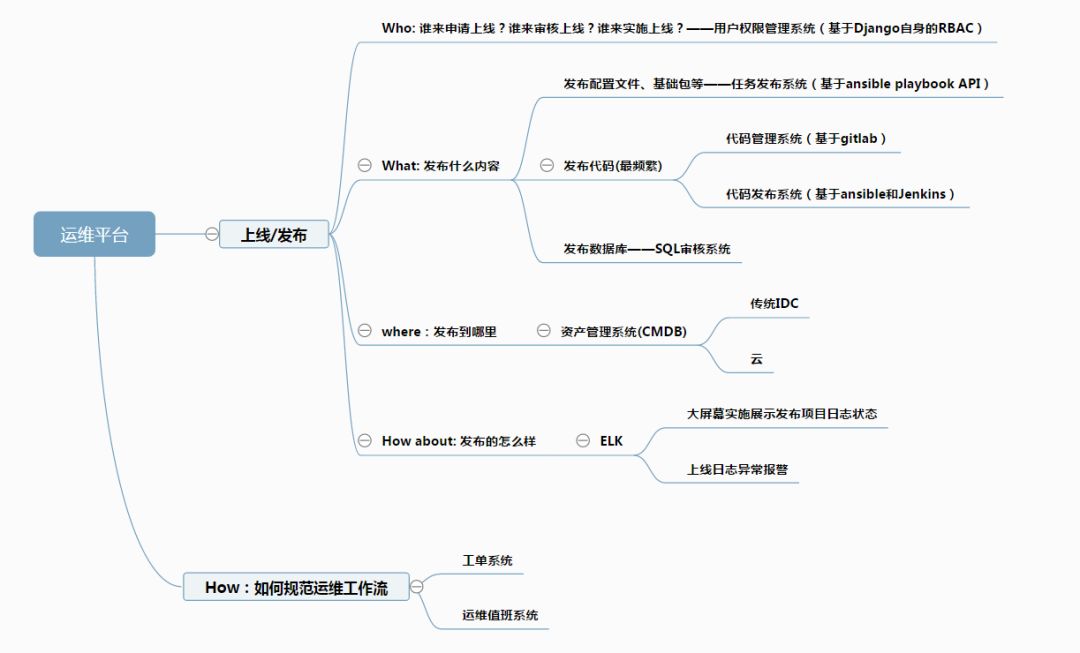 Who: 谁来申请上线？谁来审核上线？谁来实施上线？——用户权限管理系统（基于Django自身的RBAC）
发布配置文件、基础包等——任务发布系统（基于ansible playbook API）
代码管理系统（基于gitlab）
What: 发布什么内容
发布代码(最频繁)
代码发布系统（基于ansible和Jenkins）
运维平台
上线/发布
发布数据库——SQL审核系统
传统IDC
where：发布到哪里
资产管理系统(CMDB)
云
大屏幕实施展示发布项目日志状态
How about: 发布的怎么样
ELK
上线日志异常报警
工单系统
How：如何规范运维工作流
运维值班系统